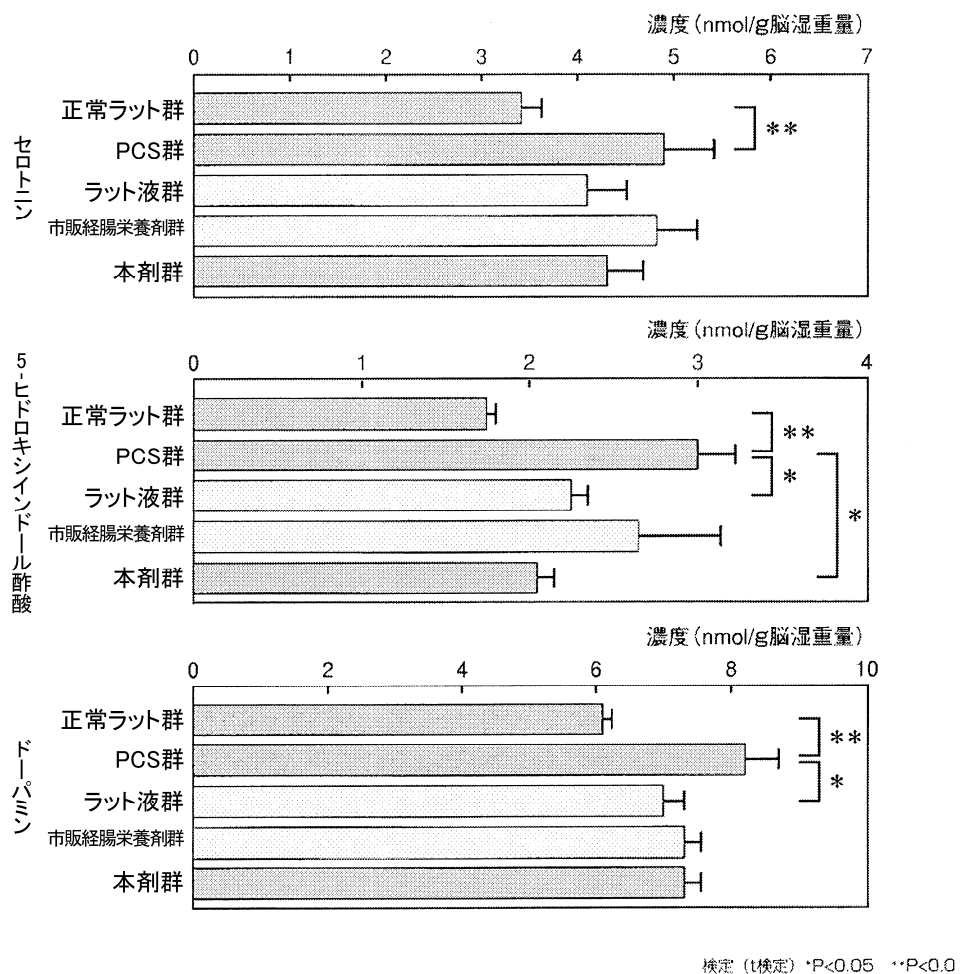 濃度(nmol/g脳湿重量)
0 1 2 3 4 5 6 7
セロトニン
正常ラット群
PCS群
ラット液群
市販経腸栄養剤群
本剤群
**
濃度(nmol/g脳湿重量)
0 1 2 3 4
5-ヒドロキシインドール酢酸
正常ラット群
PCS群
ラット液群
市販経腸栄養剤群
本剤群
**
*
*
濃度(nmol/g脳湿重量)
0 2 4 6 8 10
ドーパミン
正常ラット群
PCS群
ラット液群
市販経腸栄養剤群
本剤群
**
*
検定 (t検定) *P<0.05 **P<0.0